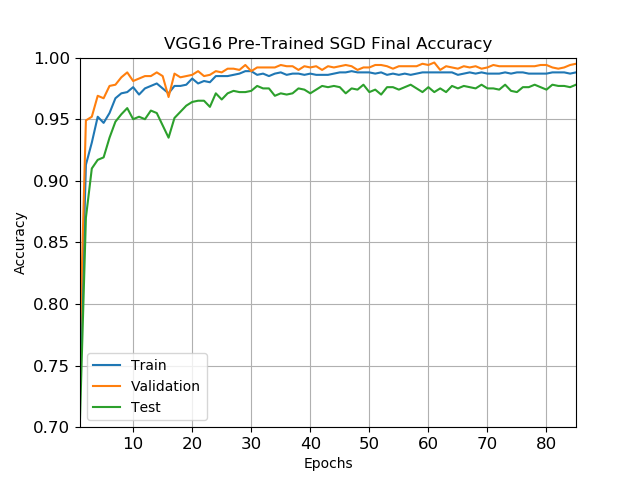 VGG16 Pre-Trained SGD Final Accuracy
1.00
0.95
0.90
0.85
0.80
0.75
0.70
Accuracy
Train
Validation
Test
10 20 30 40 50 60 70 80
Epochs